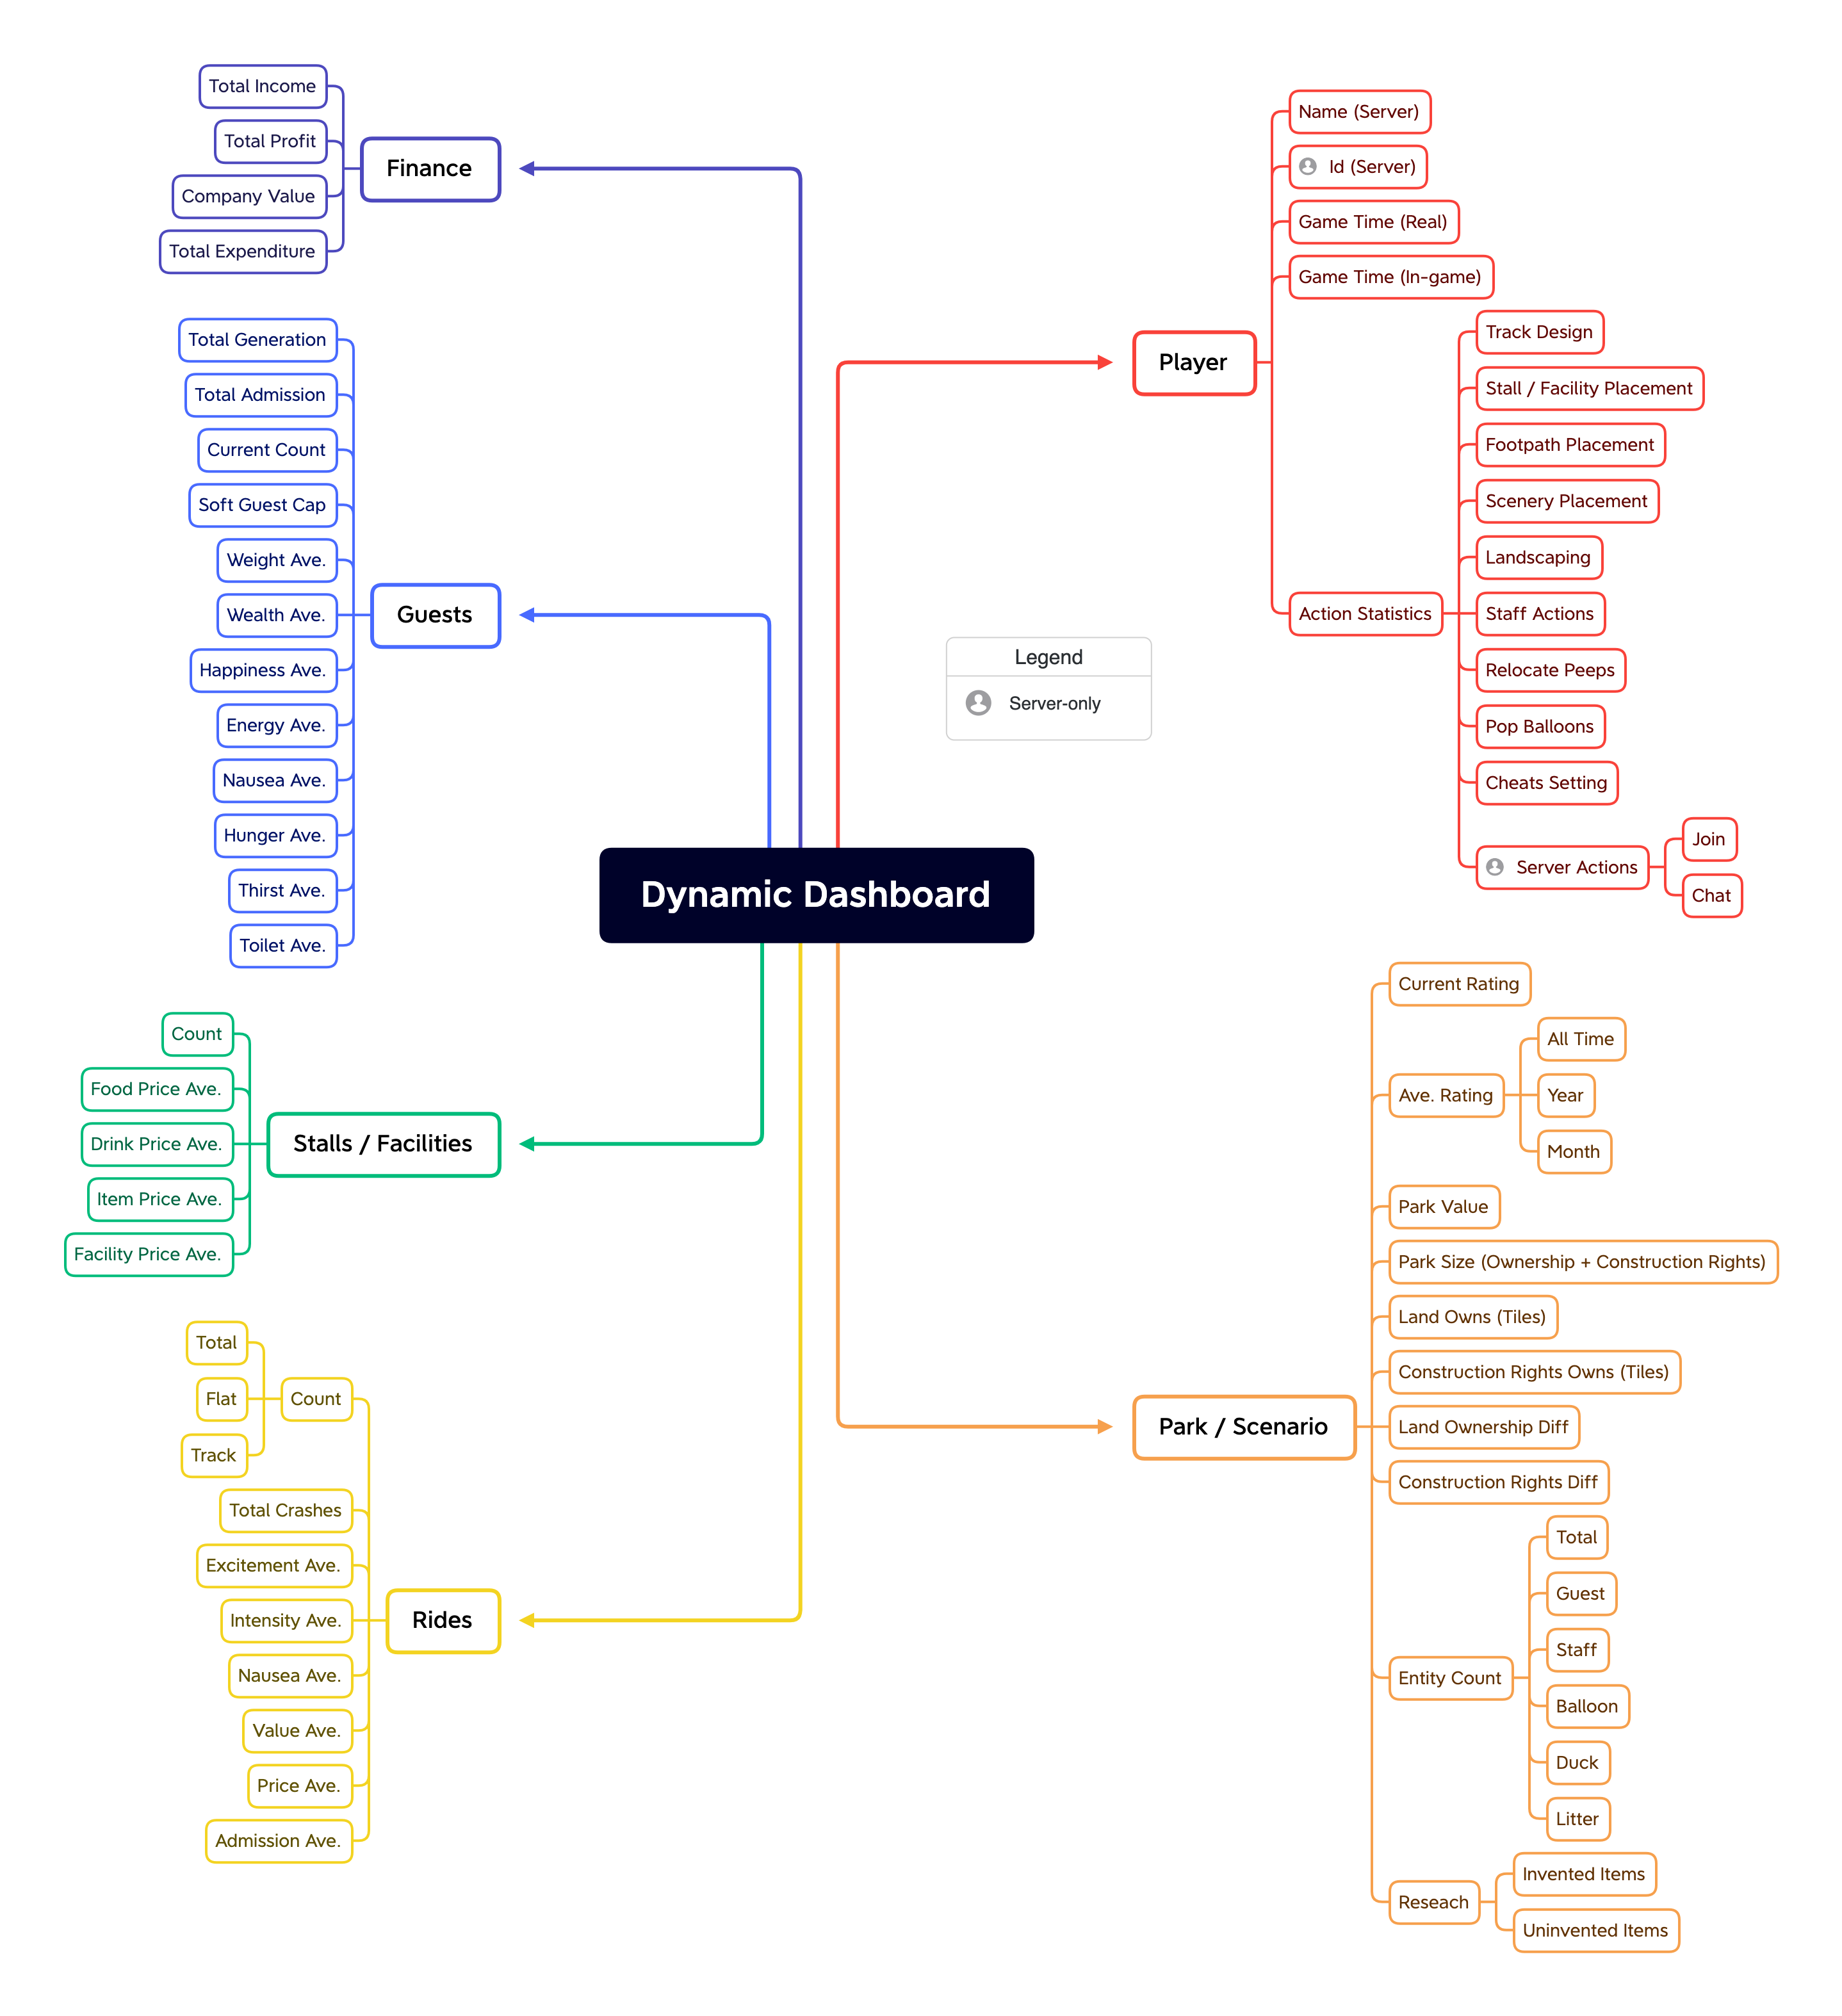 Dynamic Dashboard
Finance
Total Income
Total Profit
Company Value
Total Expenditure
Guests
Total Generation
Total Admission
Current Count
Soft Guest Cap
Weight Ave.
Wealth Ave.
Happiness Ave.
Energy Ave.
Nausea Ave.
Hunger Ave.
Thirst Ave.
Toilet Ave.
Stalls / Facilities
Count
Food Price Ave.
Drink Price Ave.
Item Price Ave.
Facility Price Ave.
Rides
Count
Total
Flat
Track
Total Crashes
Excitement Ave.
Intensity Ave.
Nausea Ave.
Value Ave.
Price Ave.
Admission Ave.
Player
Name (Server)
Id (Server)
Game Time (Real)
Game Time (In-game)
Action Statistics
Track Design
Stall / Facility Placement
Footpath Placement
Scenery Placement
Landscaping
Staff Actions
Relocate Peeps
Pop Balloons
Cheats Setting
Server Actions
Join
Chat
Legend
Server-only
Park / Scenario
Current Rating
Ave. Rating
All Time
Year
Month
Park Value
Park Size (Ownership + Construction Rights)
Land Owns (Tiles)
Construction Rights Owns (Tiles)
Land Ownership Diff
Construction Rights Diff
Entity Count
Total
Guest
Staff
Balloon
Duck
Litter
Reseach
Invented Items
Uninvented Items